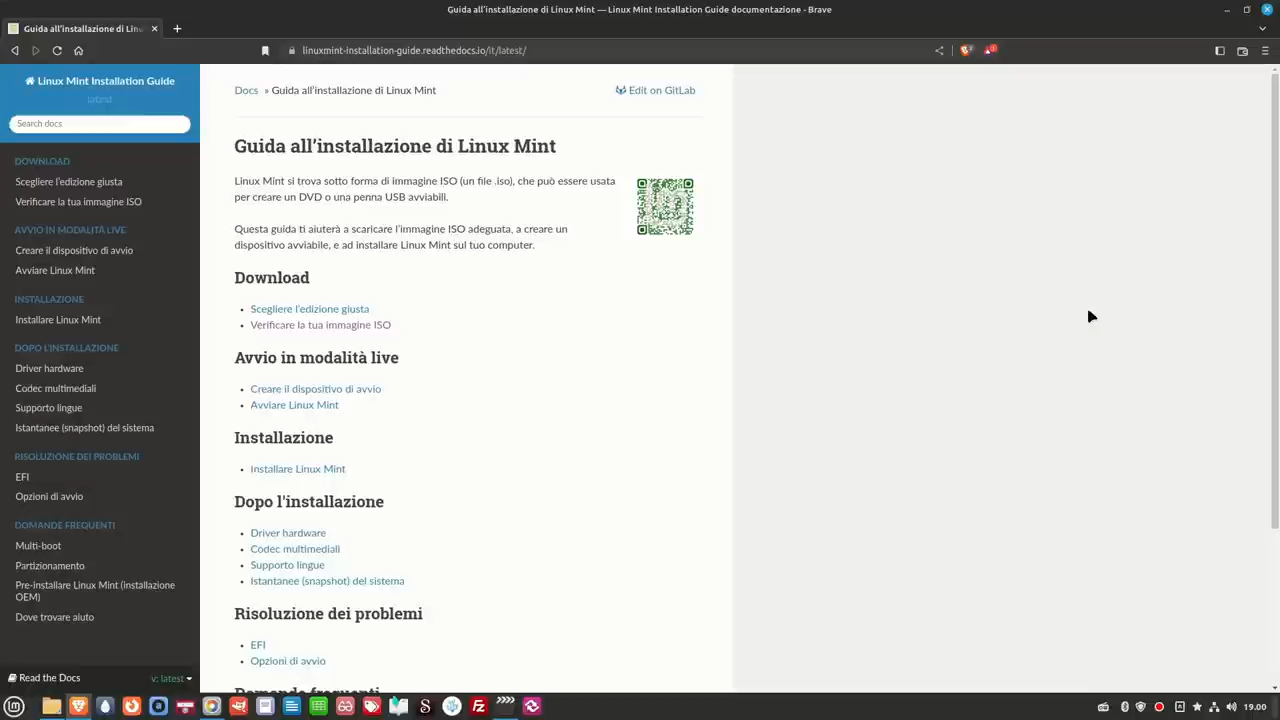 Guida all'installazione di Linux Mint — Linux Mint Installation Guide documentazione - Brave
Guida all'installazione di Linu
linuxmint-installation-guide.readthedocs.io/it/latest/
Linux Mint Installation Guide
latest
Search docs
DOWNLOAD
Scegliere l'edizione giusta
Verificare la tua immagine ISO
AVVIO IN MODALITÀ LIVE
Creare il dispositivo di avvio
Avviare Linux Mint
INSTALLAZIONE
Installare Linux Mint
DOPO L'INSTALLAZIONE
Driver hardware
Codec multimediali
Supporto lingue
Istantanee (snapshot) del sistema
RISOLUZIONE DEI PROBLEMI
EFI
Opzioni di avvio
DOMANDE FREQUENTI
Multi-boot
Partizionamento
Pre-installare Linux Mint (installazione
OEM)
Dove trovare aiuto
Read the Docs
v: latest
Docs » Guida all'installazione di Linux Mint
Edit on GitLab
Guida all'installazione di Linux Mint
Linux Mint si trova sotto forma di immagine ISO (un file .iso), che può essere usata
per creare un DVD o una penna USB avviabili.
Questa guida ti aiuterà a scaricare l'immagine ISO adeguata, a creare un
dispositivo avviabile, e ad installare Linux Mint sul tuo computer.
Download
• Scegliere l'edizione giusta
• Verificare la tua immagine ISO
Avvio in modalità live
• Creare il dispositivo di avvio
• Avviare Linux Mint
Installazione
• Installare Linux Mint
Dopo l'installazione
• Driver hardware
• Codec multimediali
• Supporto lingue
• Istantanee (snapshot) del sistema
Risoluzione dei problemi
• EFI
• Opzioni di avvio
Domande frequenti
19.00